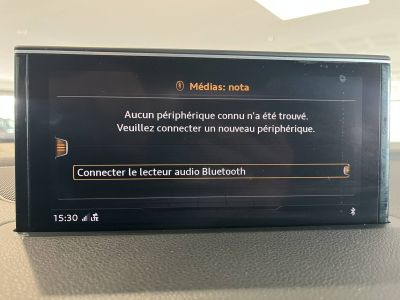 Médias: nota
Aucun périphérique connu n'a été trouvé.
Veuillez connecter un nouveau périphérique.
Connecter le lecteur audio Bluetooth
15:30 LTE